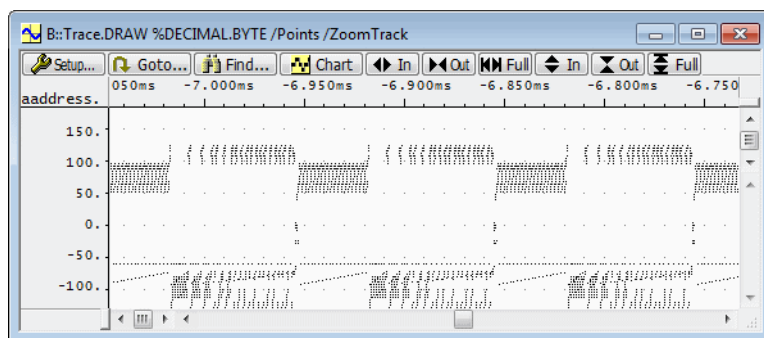 B::Trace.DRAW %DECIMAL.BYTE /Points /ZoomTrack
Setup... Goto... Find... Chart In Out Full In Out Full
050ms -7.000ms -6.950ms -6.900ms -6.850ms -6.800ms -6.750
aaddress.
150.
100.
50.
0.
-50.
-100.